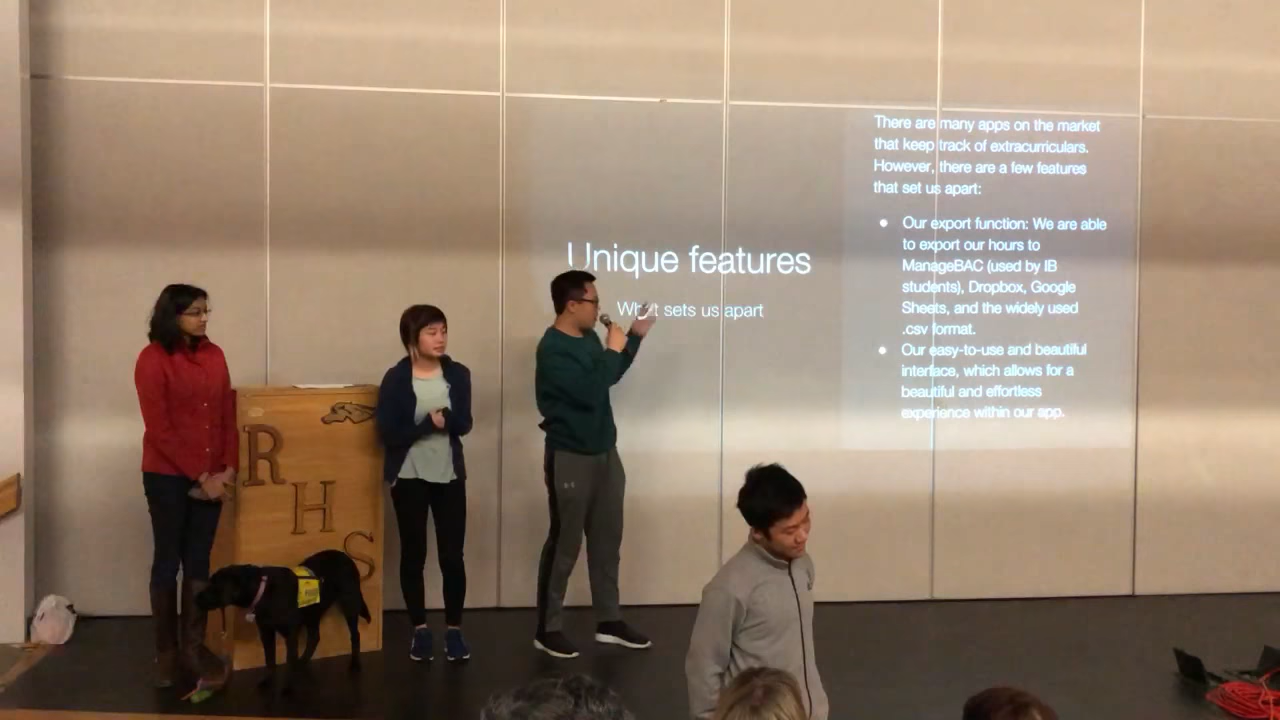 Unique features
What sets us apart
There are many apps on the market
that keep track of extracurriculars.
However, there are a few features
that set us apart:
● Our export function: We are able
to export our hours to
ManageBAC (used by IB
students), Dropbox, Google
Sheets, and the widely used
.csv format.
● Our easy-to-use and beautiful
interface, which allows for a
beautiful and effortless
experience within our app.
R
H
S